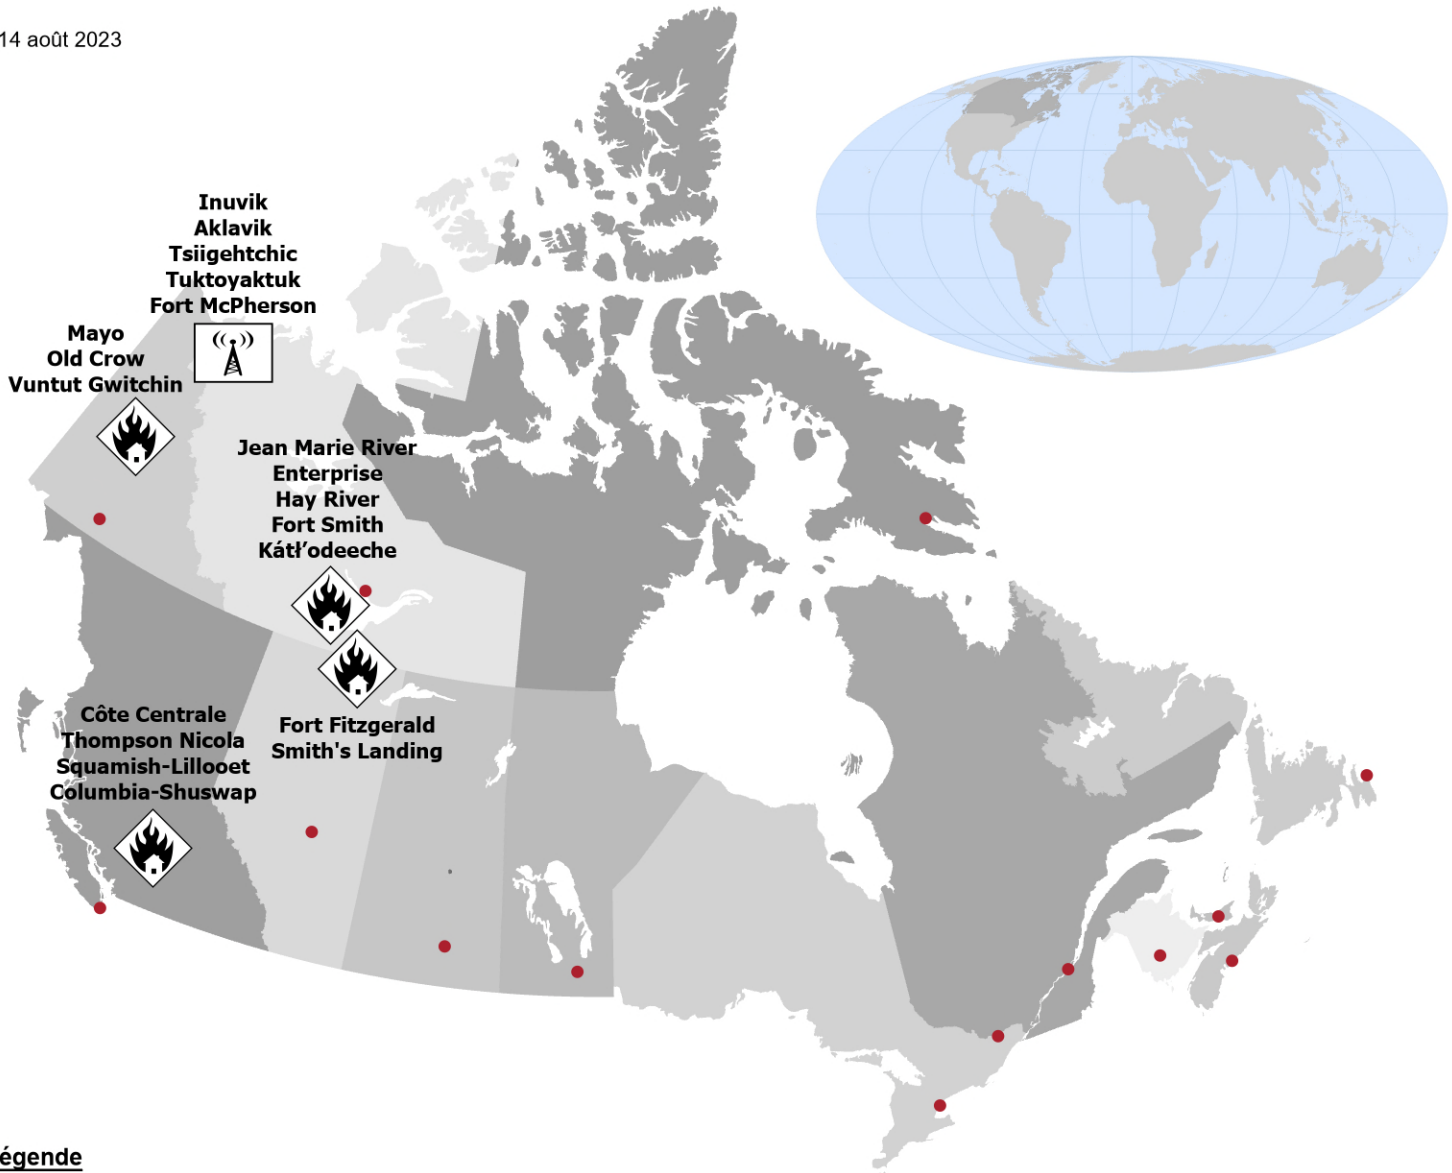 14 août 2023
Inuvik
Aklavik
Tsiigehtchic
Tuktoyaktuk
Fort McPherson
Mayo
Old Crow
Vuntut Gwitchin
Jean Marie River
Enterprise
Hay River
Fort Smith
Kátł’odeeche
Fort Fitzgerald
Smith's Landing
Côte Centrale
Thompson Nicola
Squamish-Lillooet
Columbia-Shuswap
égende